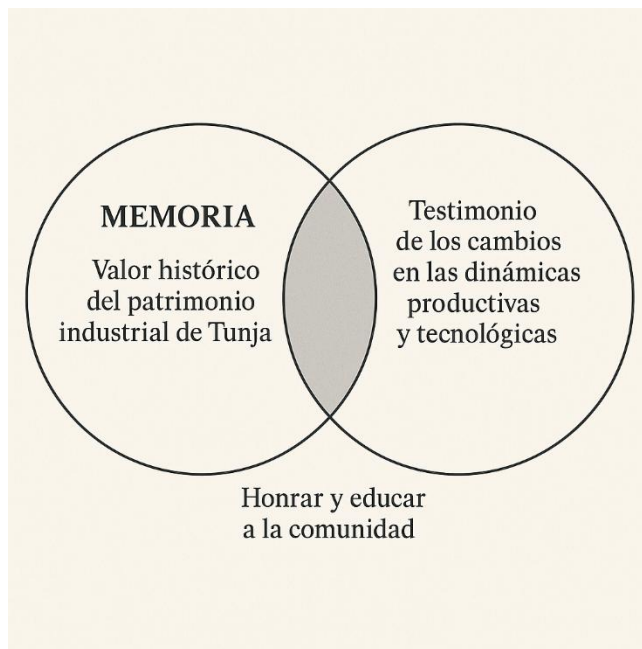 MEMORIA
Valor histórico
del patrimonio
industrial de Tunja
Testimonio
de los cambios
en las dinámicas
productivas
y tecnológicas
Honrar y educar
a la comunidad